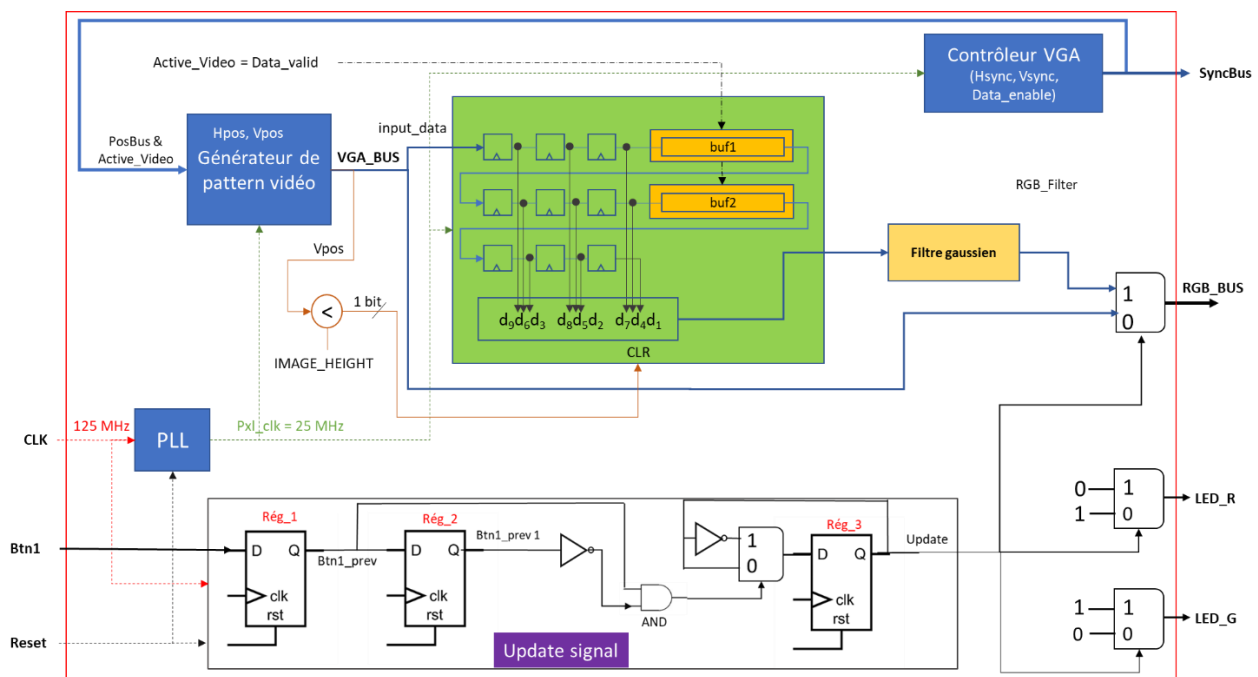 Active_Video = Data_valid
Contrôleur VGA
(Hsync, Vsync,
Data_enable)
SyncBus
PosBus &
Active_Video
Hpos, Vpos
Générateur de
pattern vidéo
VGA_BUS
input_data
buf1
buf2
RGB_Filter
Filtre gaussien
Vpos
<
1 bit
IMAGE_HEIGHT
d9d6d3
d8d5d2
d7d4d1
CLR
1
0
RGB_BUS
CLK
125 MHz
PLL
Pxl_clk = 25 MHz
0
1
1
0
LED_R
Btn1
Rég_1
D
Q
clk
rst
Btn1_prev
Rég_2
D
Q
clk
rst
Btn1_prev 1
AND
1
0
Rég_3
D
Q
clk
rst
Update
1
1
0
0
LED_G
Reset
Update signal